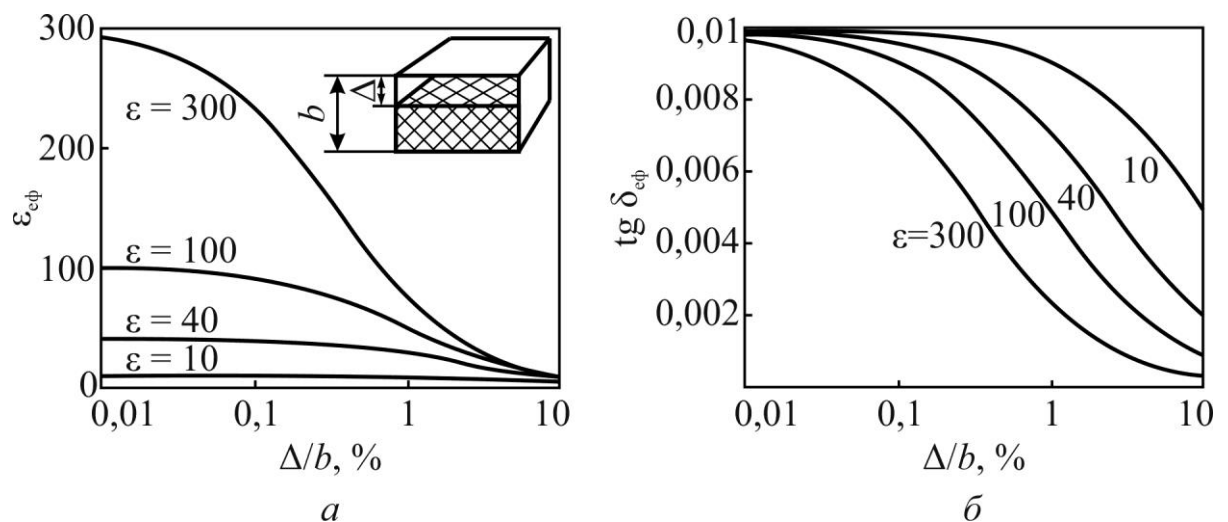 300
200
100
0
ε_еф
ε = 300
ε = 100
ε = 40
ε = 10
b
Δ
0,01 0,1 1 10
Δ/b, %
а
0,01
0,008
0,006
0,004
0,002
tg δ_еф
ε=300
100
40
10
0,01 0,1 1 10
Δ/b, %
б